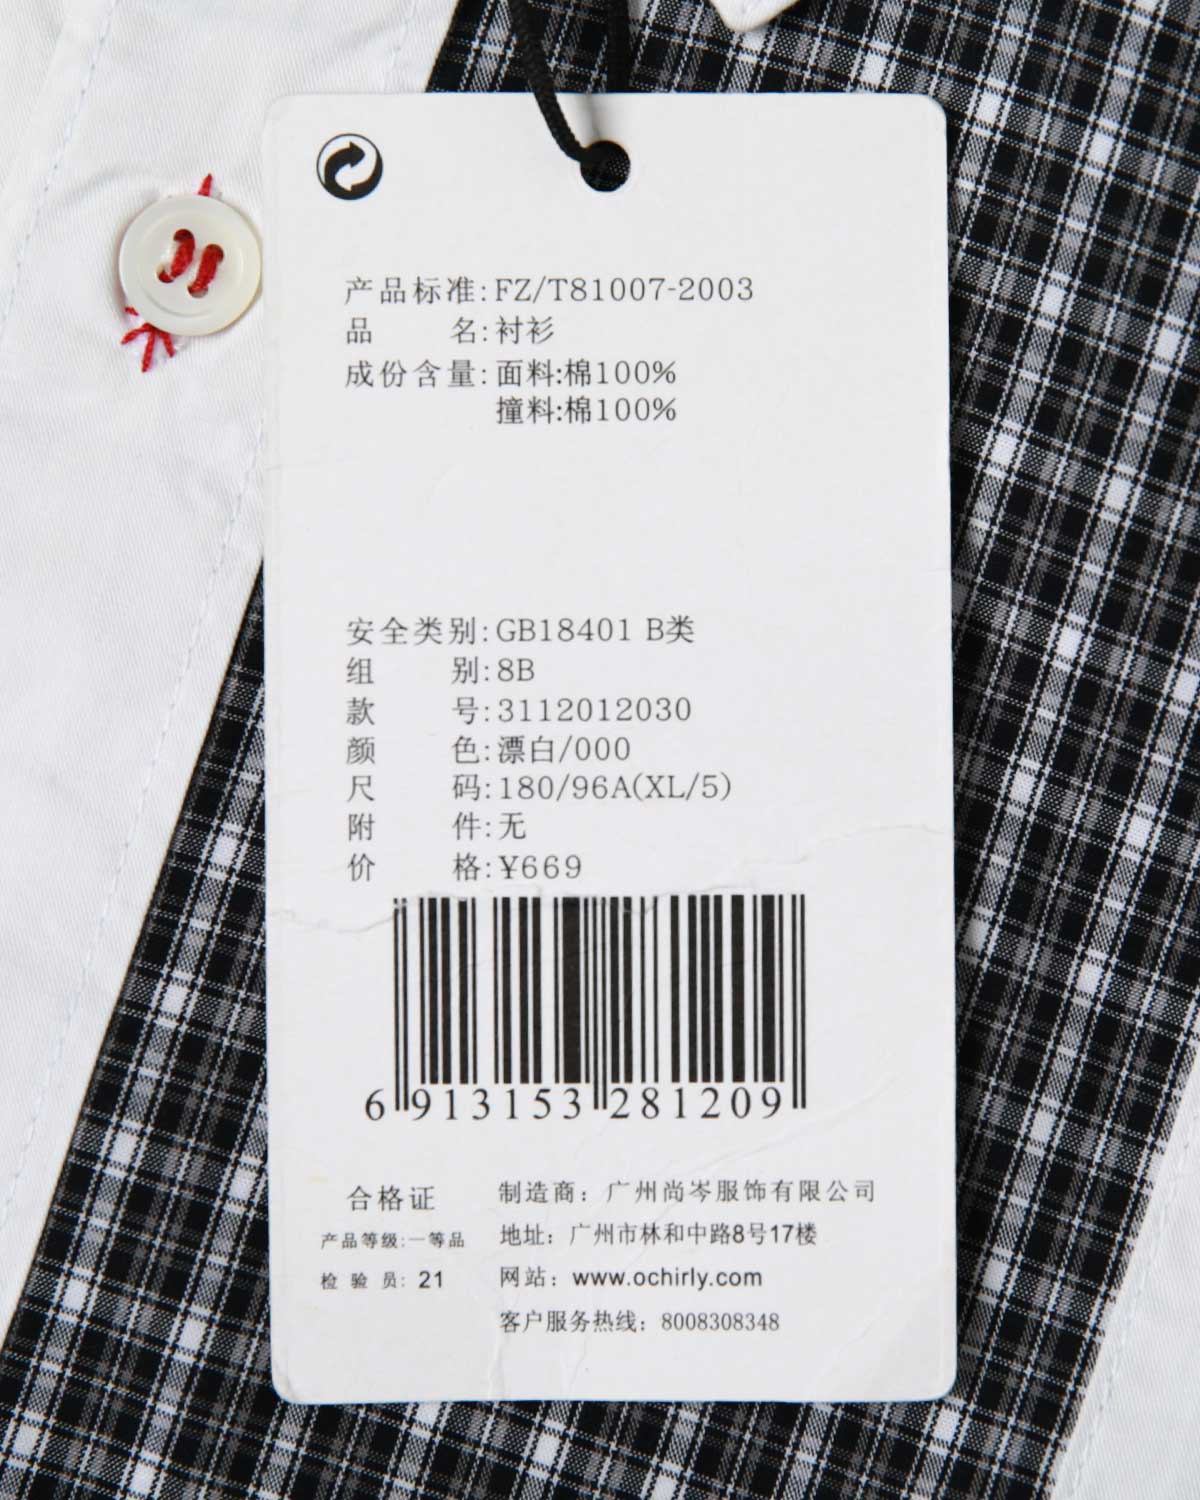 产品标准:FZ/T81007-2003
品 名:衬衫
成份含量:面料:棉100%
撞料:棉100%
安全类别:GB18401 B类
组 别:8B
款 号:3112012030
颜 色:漂白/000
尺 码:180/96A(XL/5)
附 件:无
价 格:¥669
6 913153 281209
合格证
产品等级:一等品
检 验 员: 21
制造商：广州尚岑服饰有限公司
地址：广州市林和中路8号17楼
网站：www.ochirly.com
客户服务热线：8008308348